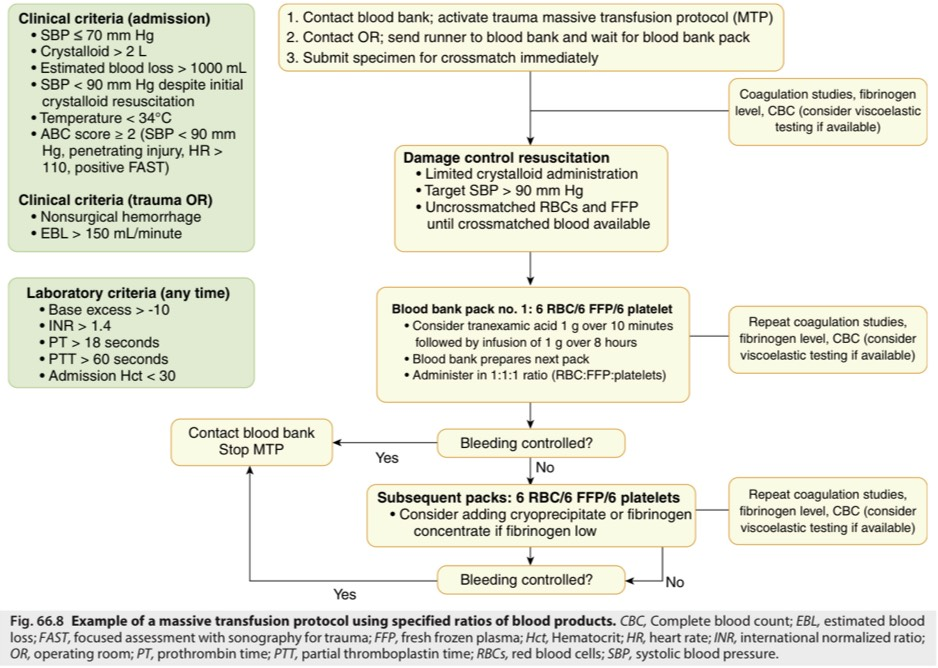 Clinical criteria (admission)
• SBP ≤ 70 mm Hg
• Crystalloid > 2 L
• Estimated blood loss > 1000 mL
• SBP < 90 mm Hg despite initial
crystalloid resuscitation
• Temperature < 34°C
• ABC score ≥ 2 (SBP < 90 mm
Hg, penetrating injury, HR >
110, positive FAST)
Clinical criteria (trauma OR)
• Nonsurgical hemorrhage
• EBL > 150 mL/minute
Laboratory criteria (any time)
• Base excess > -10
• INR > 1.4
• PT > 18 seconds
• PTT > 60 seconds
• Admission Hct < 30
1. Contact blood bank; activate trauma massive transfusion protocol (MTP)
2. Contact OR; send runner to blood bank and wait for blood bank pack
3. Submit specimen for crossmatch immediately
Coagulation studies, fibrinogen
level, CBC (consider viscoelastic
testing if available)
Damage control resuscitation
• Limited crystalloid administration
• Target SBP > 90 mm Hg
• Uncrossmatched RBCs and FFP
until crossmatched blood available
Blood bank pack no. 1: 6 RBC/6 FFP/6 platelet
• Consider tranexamic acid 1 g over 10 minutes
followed by infusion of 1 g over 8 hours
• Blood bank prepares next pack
• Administer in 1:1:1 ratio (RBC:FFP:platelets)
Repeat coagulation studies,
fibrinogen level, CBC (consider
viscoelastic testing if available)
Contact blood bank
Stop MTP
Yes
Bleeding controlled?
No
Subsequent packs: 6 RBC/6 FFP/6 platelets
• Consider adding cryoprecipitate or fibrinogen
concentrate if fibrinogen low
Repeat coagulation studies,
fibrinogen level, CBC (consider
viscoelastic testing if available)
Bleeding controlled?
No
Yes
Fig. 66.8 Example of a massive transfusion protocol using specified ratios of blood products. CBC, Complete blood count; EBL, estimated blood
loss; FAST, focused assessment with sonography for trauma; FFP, fresh frozen plasma; Hct, Hematocrit; HR, heart rate; INR, international normalized ratio;
OR, operating room; PT, prothrombin time; PTT, partial thromboplastin time; RBCs, red blood cells; SBP, systolic blood pressure.